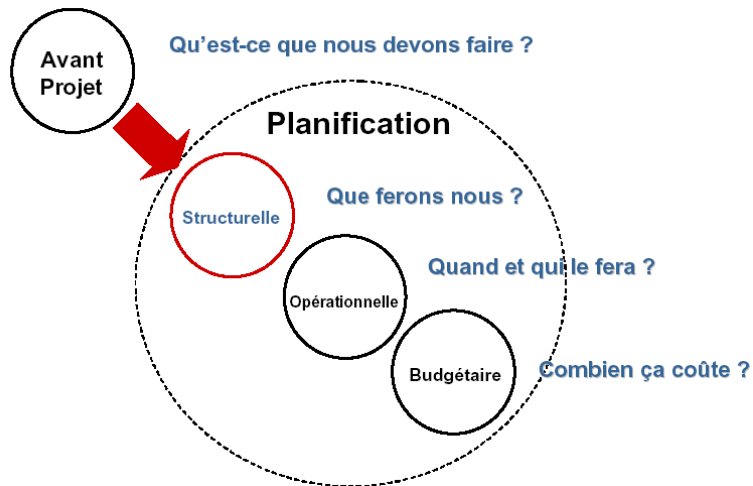 Qu’est-ce que nous devons faire ?
Avant
Projet
Planification
Que ferons nous ?
Structurelle
Quand et qui le fera ?
Opérationnelle
Combien ça coûte ?
Budgétaire